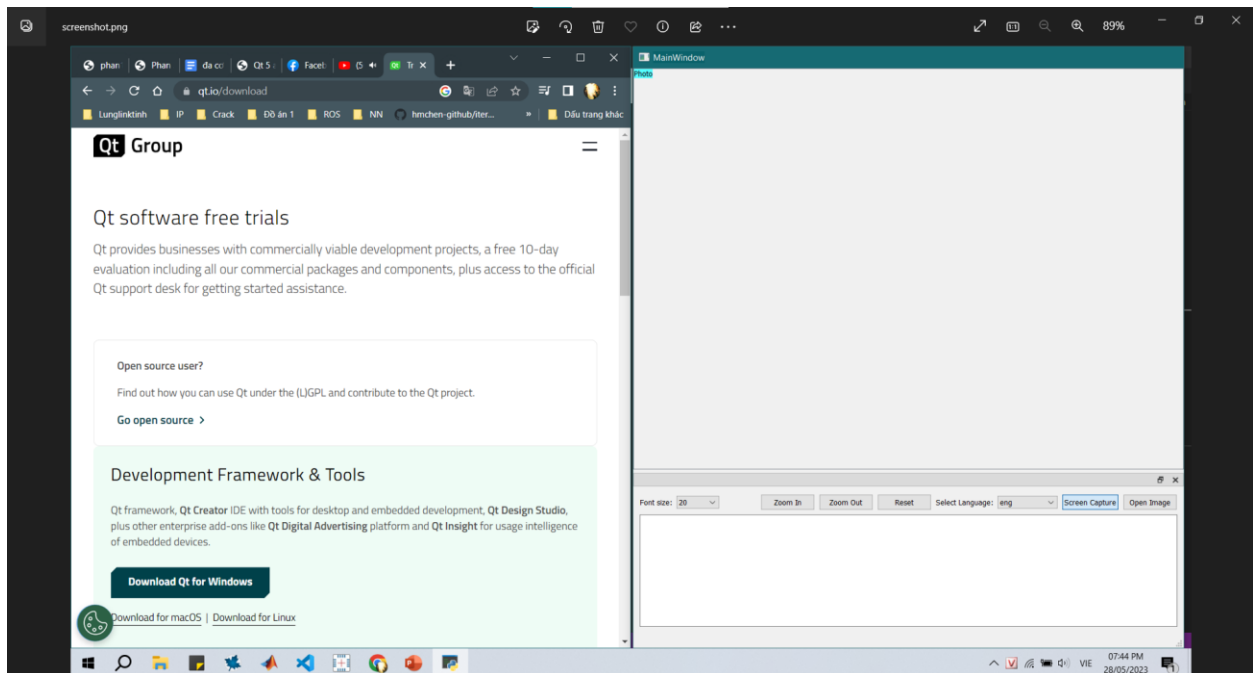 screenshot.png
89%
phan
Phan
da cơ
Qt 5
Faceb
(5
Tr
qt.io/download
Lunglinktinh
IP
Crack
Đồ án 1
ROS
NN
hmchen-github/iter...
»
Dấu trang khác
Qt Group
Qt software free trials
Qt provides businesses with commercially viable development projects, a free 10-day
evaluation including all our commercial packages and components, plus access to the official
Qt support desk for getting started assistance.
Open source user?
Find out how you can use Qt under the (L)GPL and contribute to the Qt project.
Go open source >
Development Framework & Tools
Qt framework, Qt Creator IDE with tools for desktop and embedded development, Qt Design Studio,
plus other enterprise add-ons like Qt Digital Advertising platform and Qt Insight for usage intelligence
of embedded devices.
Download Qt for Windows
Download for macOS | Download for Linux
MainWindow
Photo
Font size: 20
Zoom In
Zoom Out
Reset
Select Language: eng
Screen Capture
Open Image
VIE
07:44 PM
28/05/2023